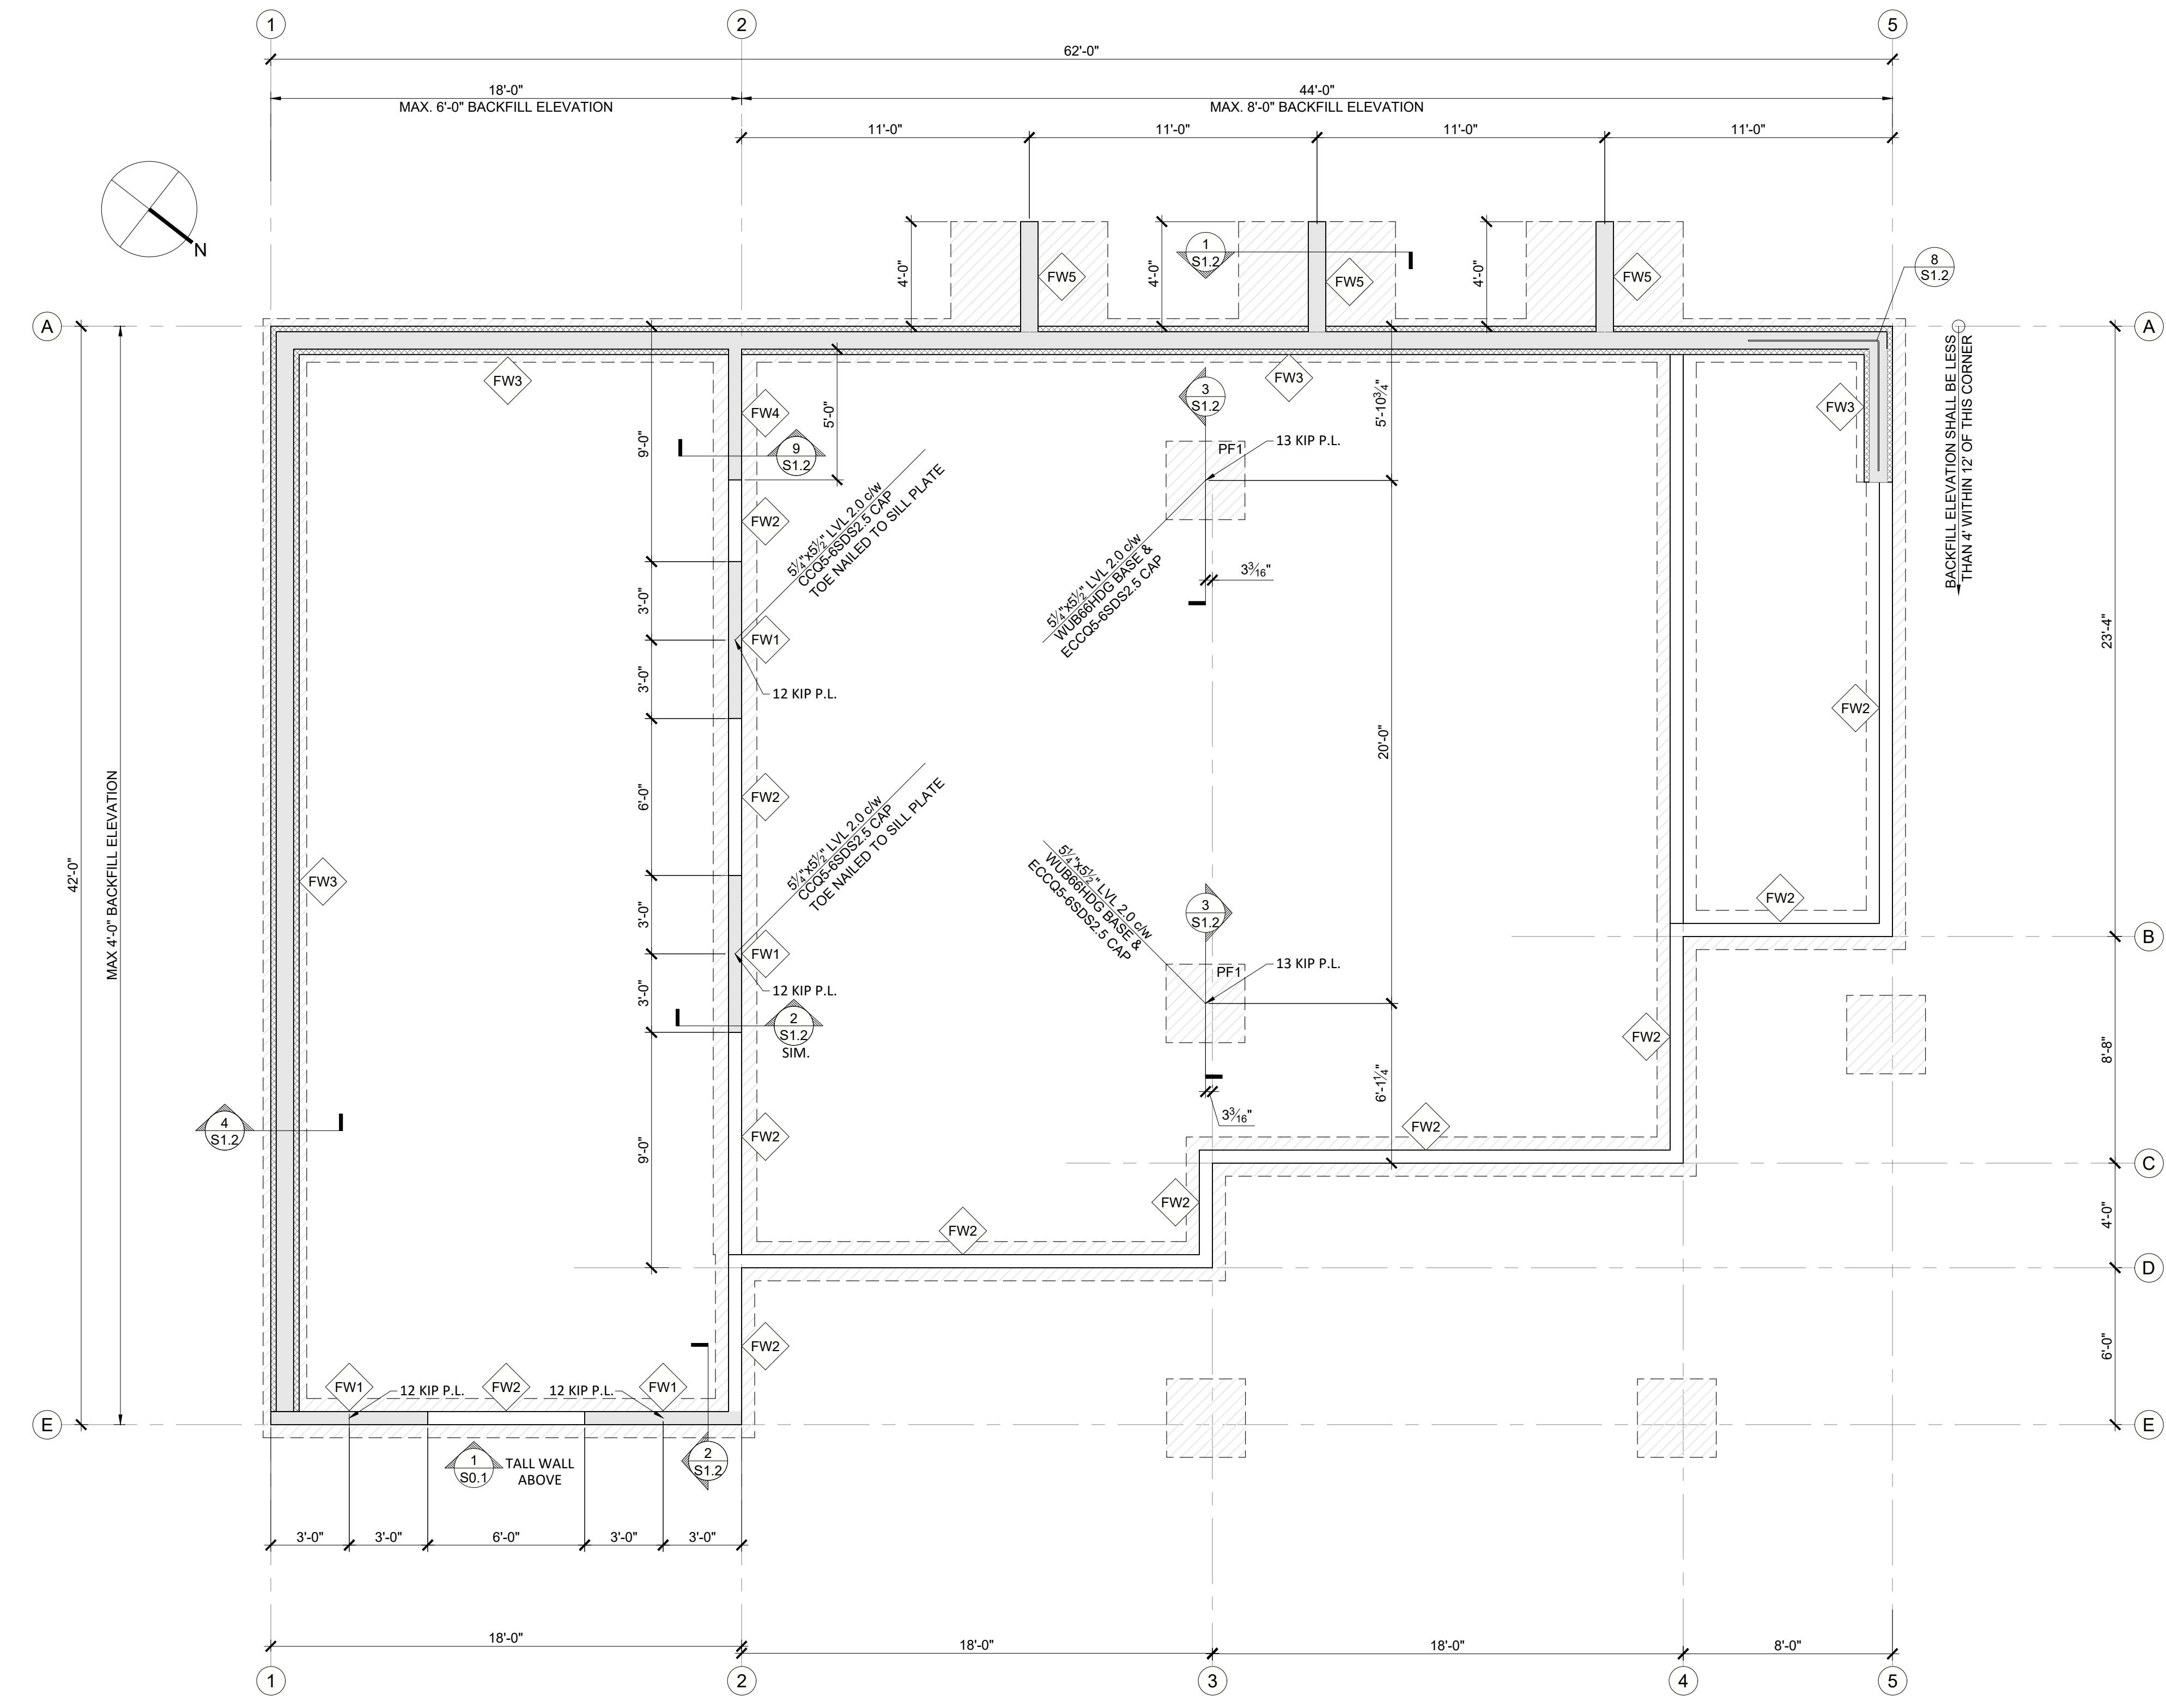 1
2
5
62'-0"
18'-0"
MAX. 6'-0" BACKFILL ELEVATION
44'-0"
MAX. 8'-0" BACKFILL ELEVATION
11'-0"
11'-0"
11'-0"
11'-0"
N
4'-0"
4'-0"
4'-0"
1
S1.2
FW5
FW5
FW5
8
S1.2
A
A
BACKFILL ELEVATION SHALL BE LESS
THAN 4' WITHIN 12' OF THIS CORNER
FW3
FW4
FW3
FW3
3
S1.2
5'-10¾"
5'-0"
9'-0"
9
S1.2
PF1
13 KIP P.L.
FW2
5¼"x5½" LVL 2.0 c/w
CCQ5-6SDS2.5 CAP
TOE NAILED TO SILL PLATE
5¼"x5½" LVL 2.0 c/w
WUB66HDG BASE &
ECCQ5-6SDS2.5 CAP
3³⁄₁₆"
3'-0"
FW1
3'-0"
12 KIP P.L.
23'-4"
20'-0"
FW2
6'-0"
FW2
5¼"x5½" LVL 2.0 c/w
CCQ5-6SDS2.5 CAP
TOE NAILED TO SILL PLATE
5¼"x5½" LVL 2.0 c/w
WUB66HDG BASE &
ECCQ5-6SDS2.5 CAP
MAX 4'-0" BACKFILL ELEVATION
42'-0"
FW3
3'-0"
FW1
3'-0"
12 KIP P.L.
3
S1.2
PF1
13 KIP P.L.
FW2
B
2
S1.2
SIM.
FW2
8'-8"
6'-1¼"
3³⁄₁₆"
4
S1.2
9'-0"
FW2
FW2
C
FW2
FW2
4'-0"
D
FW2
6'-0"
FW1
12 KIP P.L.
FW2
12 KIP P.L.
FW1
E
E
1
S0.1
TALL WALL
ABOVE
2
S1.2
3'-0"
3'-0"
6'-0"
3'-0"
3'-0"
18'-0"
18'-0"
18'-0"
8'-0"
1
2
3
4
5